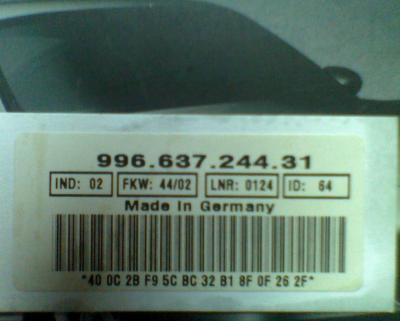 996.637.244.31
IND: 02 FKW: 44/02 LNR: 0124 ID: 64
Made In Germany
*40 0C 2B F9 5C BC 32 B1 8F 0F 26 2F*